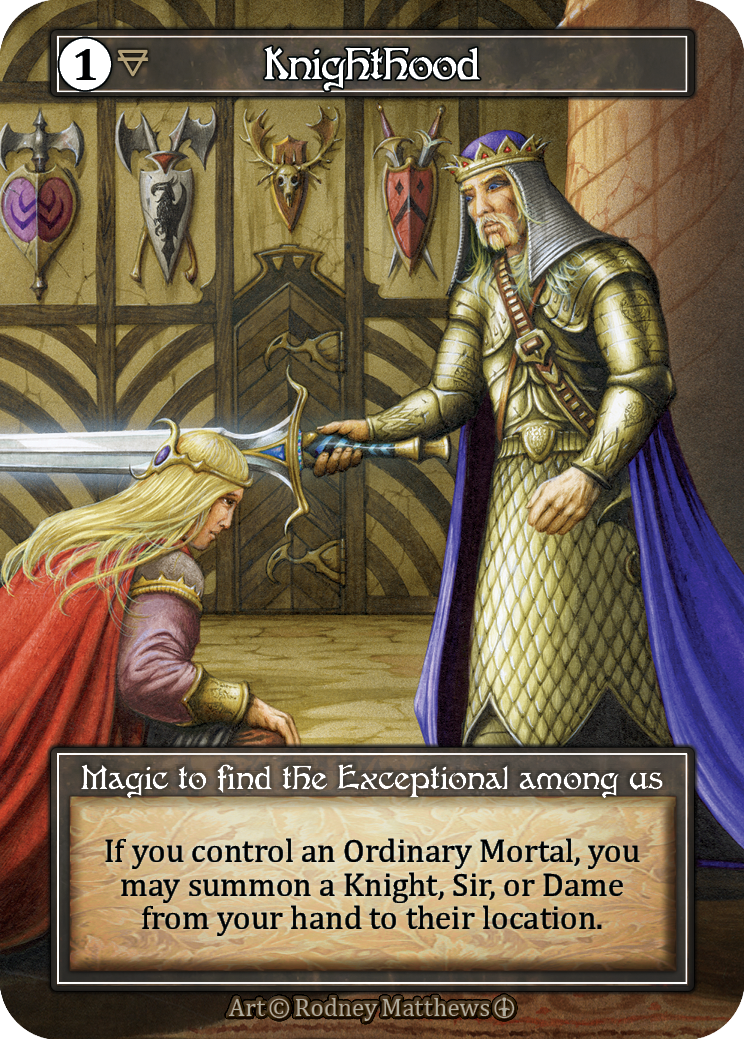 1
Knighthood
Magic to find the Exceptional among us
If you control an Ordinary Mortal, you
may summon a Knight, Sir, or Dame
from your hand to their location.
Art © Rodney Matthews